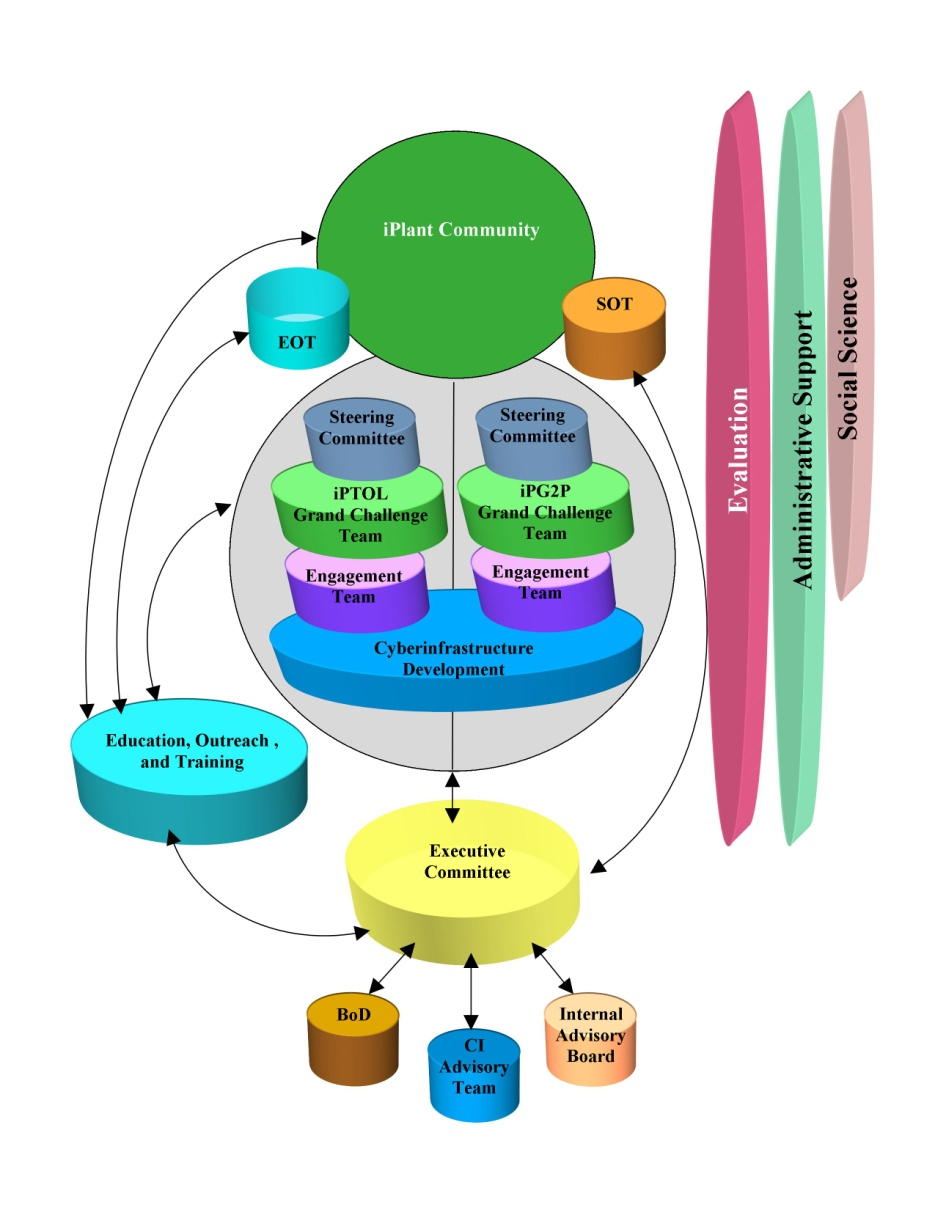 iPlant Community
SOT
EOT
Steering
Committee
Steering
Committee
iPTOL
Grand Challenge
Team
iPG2P
Grand Challenge
Team
Engagement
Team
Engagement
Team
Cyberinfrastructure
Development
Education, Outreach ,
and Training
Executive
Committee
BoD
CI
Advisory
Team
Internal
Advisory
Board
Evaluation
Administrative Support
Social Science